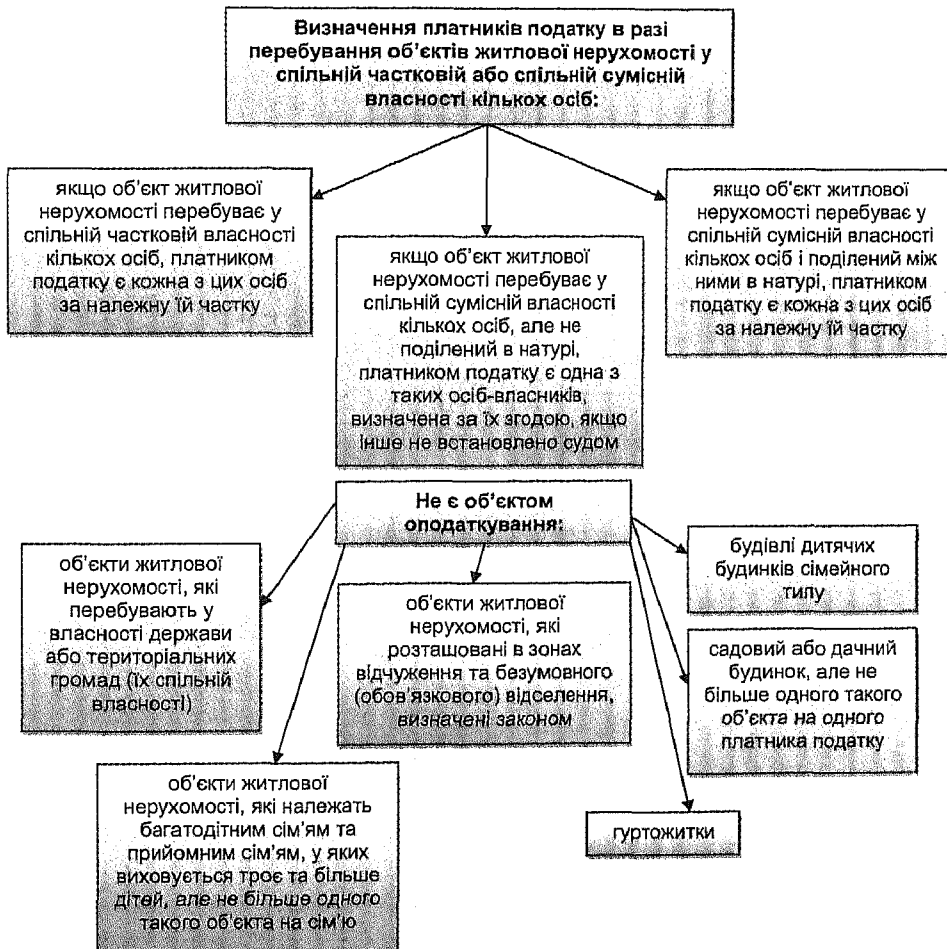 Визначення платників податку в разі
перебування об’єктів житлової нерухомості у
спільній частковій або спільній сумісній
власності кількох осіб:
якщо об’єкт житлової
нерухомості перебуває у
спільній частковій власності
кількох осіб, платником
податку є кожна з цих осіб
за належну їй частку
якщо об’єкт житлової
нерухомості перебуває у
спільній сумісній власності
кількох осіб, але не
поділений в натурі,
платником податку є одна з
таких осіб-власників,
визначена за їх згодою, якщо
інше не встановлено судом
якщо об’єкт житлової
нерухомості перебуває у
спільній сумісній власності
кількох осіб і поділений між
ними в натурі, платником
податку є кожна з цих осіб
за належну їй частку
Не є об’єктом
оподаткування:
об’єкти житлової
нерухомості, які
перебувають у
власності держави
або територіальних
громад (їх спільній
власності)
об’єкти житлової
нерухомості, які
розташовані в зонах
відчуження та безумовного
(обов’язкового) відселення,
визначені законом
будівлі дитячих
будинків сімейного
типу
садовий або дачний
будинок, але не
більше одного такого
об’єкта на одного
платника податку
об’єкти житлової
нерухомості, які належать
багатодітним сім’ям та
прийомним сім’ям, у яких
виховується троє та більше
дітей, але не більше одного
такого об’єкта на сім’ю
гуртожитки